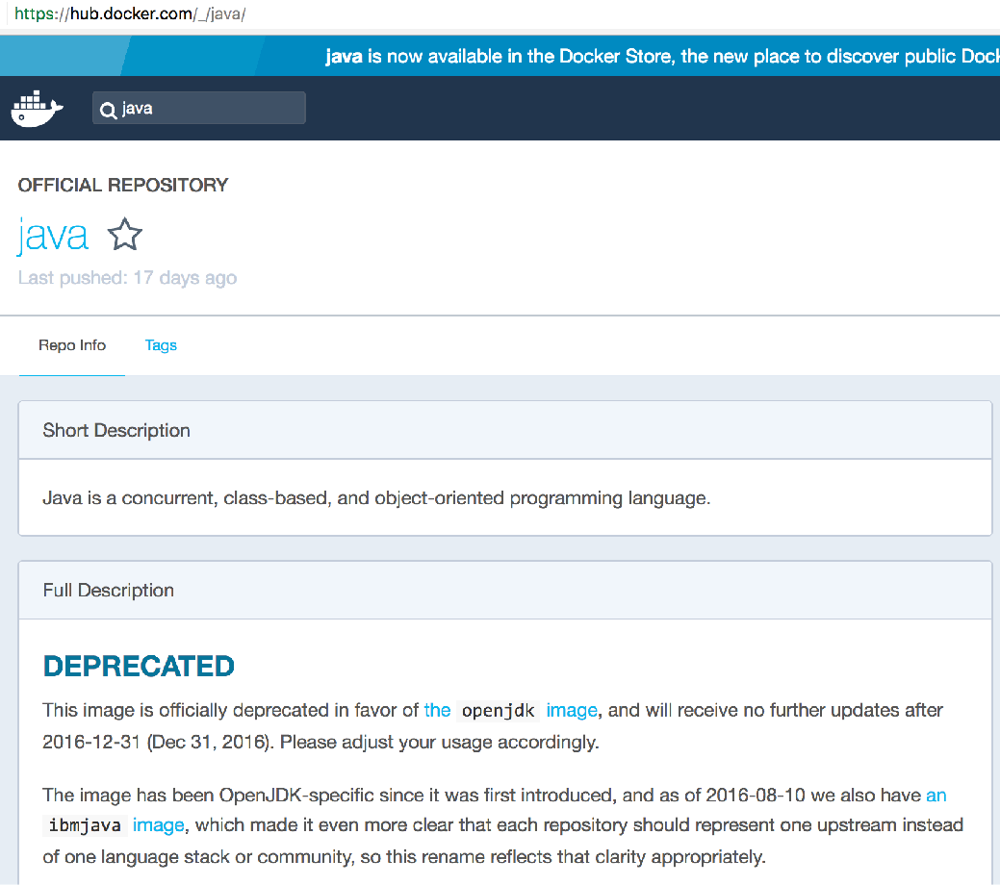 https://hub.docker.com/_/java/
java is now available in the Docker Store, the new place to discover public Dock
java
OFFICIAL REPOSITORY
java
Last pushed: 17 days ago
Repo Info
Tags
Short Description
Java is a concurrent, class-based, and object-oriented programming language.
Full Description
DEPRECATED
This image is officially deprecated in favor of the openjdk image, and will receive no further updates after
2016-12-31 (Dec 31, 2016). Please adjust your usage accordingly.
The image has been OpenJDK-specific since it was first introduced, and as of 2016-08-10 we also have an
ibmjava image, which made it even more clear that each repository should represent one upstream instead
of one language stack or community, so this rename reflects that clarity appropriately.